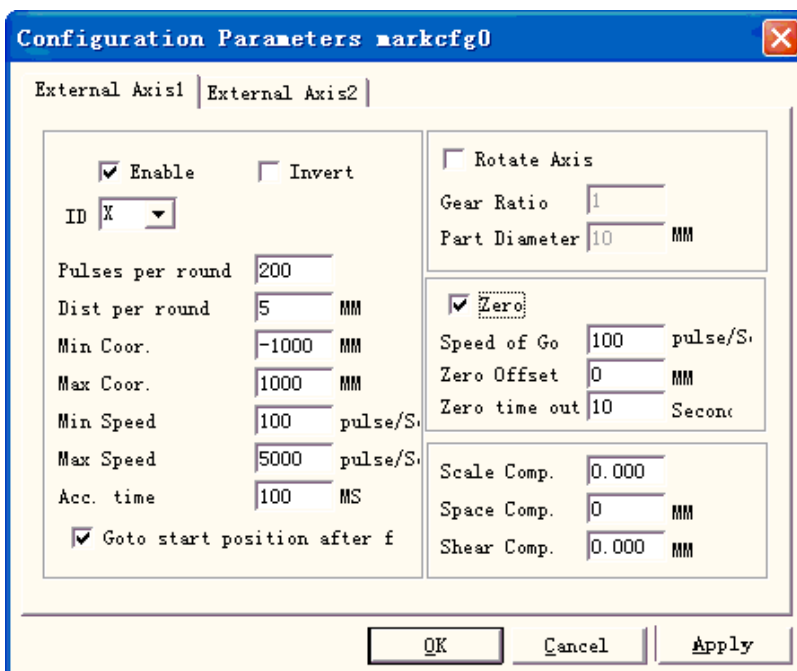 Configuration Parameters markcfg0
External Axis1 External Axis2
Enable Invert
ID X
Pulses per round 200
Dist per round 5 MM
Min Coor. -1000 MM
Max Coor. 1000 MM
Min Speed 100 pulse/S
Max Speed 5000 pulse/S
Acc. time 100 MS
Goto start position after f
Rotate Axis
Gear Ratio 1
Part Diameter 10 MM
Zero
Speed of Go 100 pulse/S
Zero Offset 0 MM
Zero time out 10 Second
Scale Comp. 0.000
Space Comp. 0 MM
Shear Comp. 0.000 MM
OK Cancel Apply